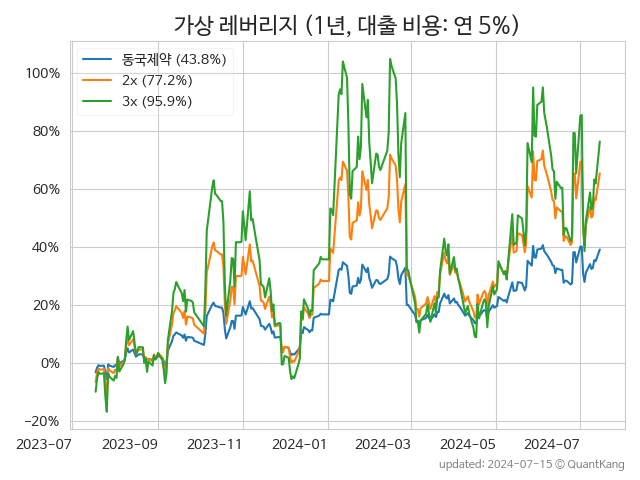 가상 레버리지 (1년, 대출 비용: 연 5%)
동국제약 (43.8%)
2x (77.2%)
3x (95.9%)
100%
80%
60%
40%
20%
0%
−20%
2023-07
2023-09
2023-11
2024-01
2024-03
2024-05
2024-07
updated: 2024-07-15 © QuantKang